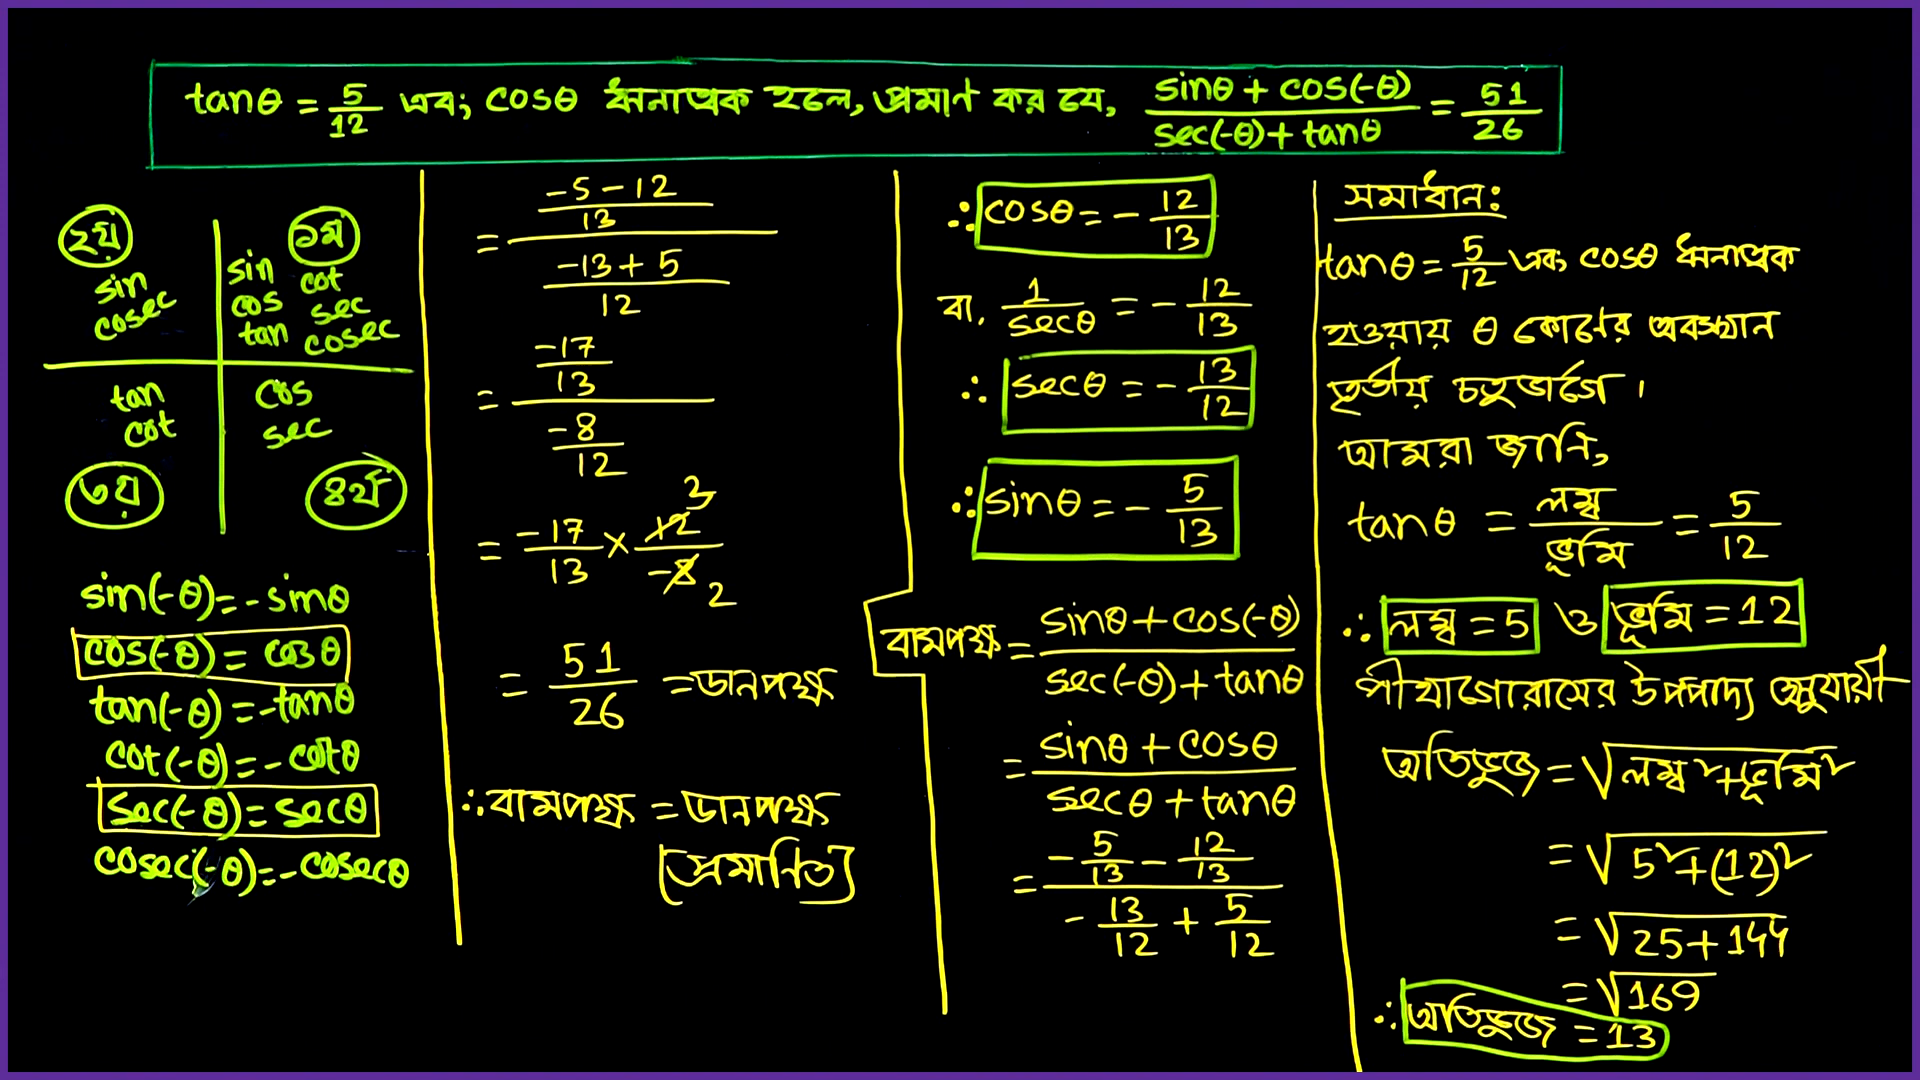 tanθ = 5/12 এবং cosθ ঋনাত্মক হলে, প্রমাণ কর যে, (sinθ + cos(-θ))/(sec(-θ) + tanθ) = 51/26
২য় ১ম
sin sin cot
cosec cos sec
tan cosec
tan cos
cot sec
৩য় ৪র্থ
sin(-θ) = -sinθ
cos(-θ) = cosθ
tan(-θ) = -tanθ
cot(-θ) = -cotθ
sec(-θ) = secθ
cosec(-θ) = -cosecθ
= ((-5-12)/13)/((-13+5)/12)
= (-17/13)/(-8/12)
= -17/13 × 12/-8 3 2
= 51/26 = ডানপক্ষ
∴ বামপক্ষ = ডানপক্ষ
[প্রমাণিত]
∴ cosθ = - 12/13
বা, 1/secθ = - 12/13
∴ secθ = - 13/12
∴ sinθ = - 5/13
বামপক্ষ = (sinθ + cos(-θ))/(sec(-θ) + tanθ)
= (sinθ + cosθ)/(secθ + tanθ)
= (- 5/13 - 12/13)/(- 13/12 + 5/12)
সমাধান:
tanθ = 5/12 এবং cosθ ঋনাত্মক
হওয়ায় θ কোণের অবস্থান
তৃতীয় চতুর্ভাগে।
আমরা জানি,
tanθ = লম্ব/ভূমি = 5/12
∴ লম্ব = 5 ও ভূমি = 12
পীথাগোরাসের উপপাদ্য অনুযায়ী
অতিভুজ = √(লম্ব² + ভূমি²)
= √(5² + (12)²)
= √(25 + 144)
= √169
∴ অতিভুজ = 13